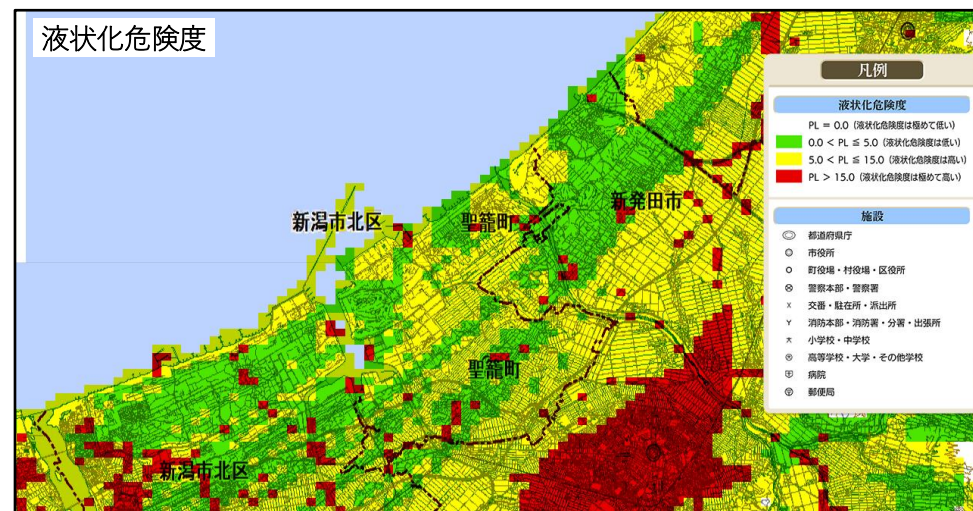 液状化危険度
凡例
液状化危険度
PL = 0.0 (液状化危険度は極めて低い)
0.0 < PL ≦ 5.0 (液状化危険度は低い)
5.0 < PL ≦ 15.0 (液状化危険度は高い)
PL > 15.0 (液状化危険度は極めて高い)
施設
都道府県庁
市役所
町役場・村役場・区役所
警察本部・警察署
交番・駐在所・派出所
消防本部・消防署・分署・出張所
小学校・中学校
高等学校・大学・その他学校
病院
郵便局
新発田市
新潟市北区
聖籠町
聖籠町
新潟市北区